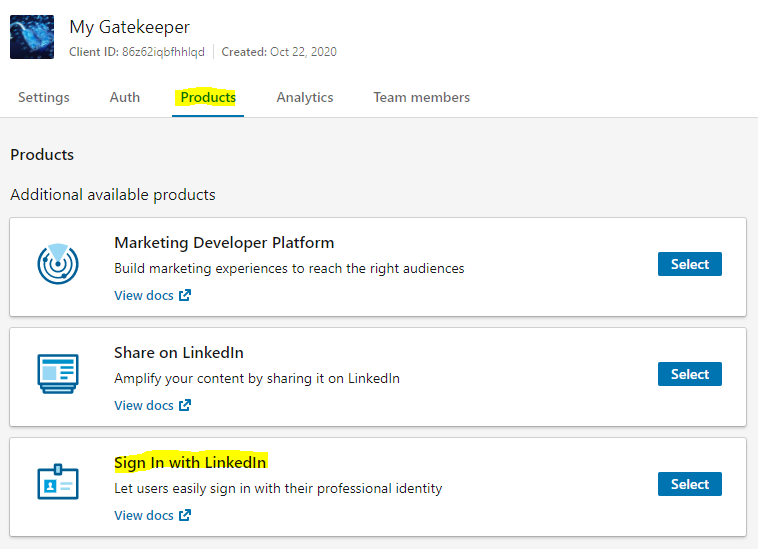 My Gatekeeper
Client ID: 86z62iqbfhhlqd Created: Oct 22, 2020
Settings Auth Products Analytics Team members
Products
Additional available products
Marketing Developer Platform
Build marketing experiences to reach the right audiences
Select
View docs
Share on LinkedIn
Amplify your content by sharing it on LinkedIn
Select
View docs
Sign In with LinkedIn
Let users easily sign in with their professional identity
Select
View docs